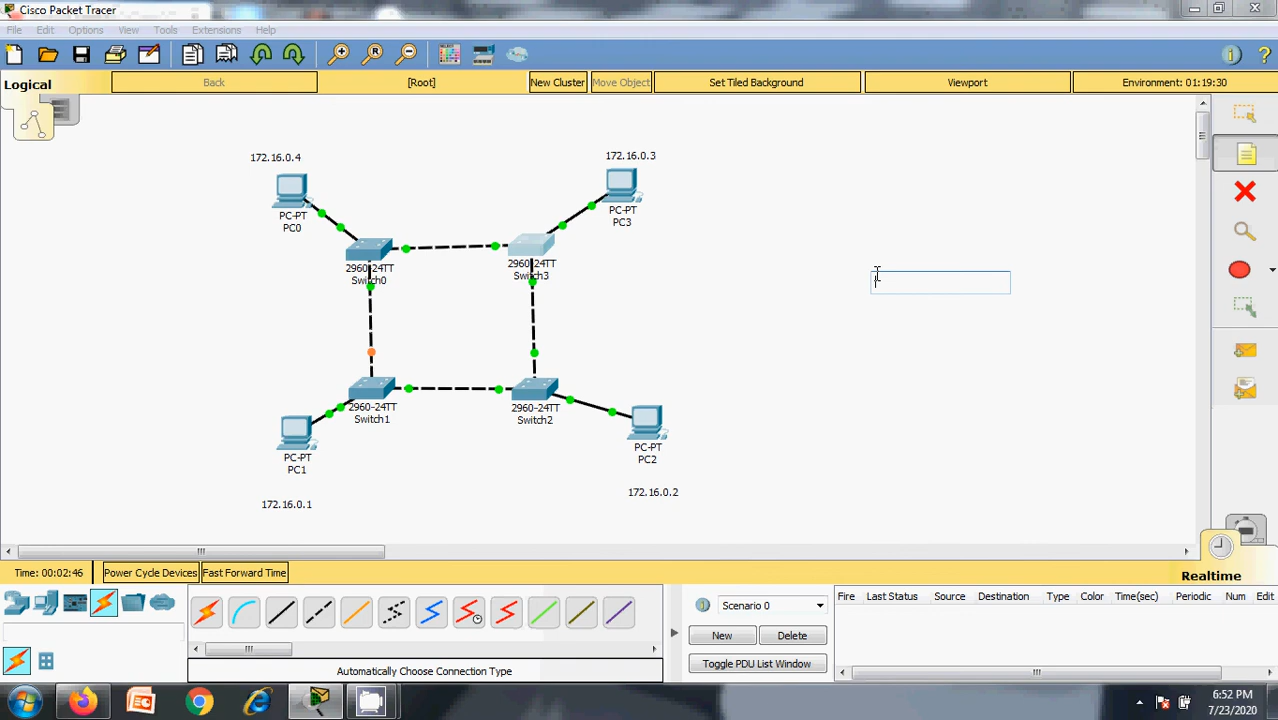 Cisco Packet Tracer
File Edit Options View Tools Extensions Help
Logical Back [Root] New Cluster Move Object Set Tiled Background Viewport Environment: 01:19:30
172.16.0.4
172.16.0.3
PC-PT
PC0
PC-PT
PC3
2960-24TT
Switch0
2960-24TT
Switch3
2960-24TT
Switch1
2960-24TT
Switch2
PC-PT
PC1
PC-PT
PC2
172.16.0.1
172.16.0.2
Time: 00:02:46 Power Cycle Devices Fast Forward Time Realtime
Scenario 0
New Delete
Toggle PDU List Window
Fire Last Status Source Destination Type Color Time(sec) Periodic Num Edit
Automatically Choose Connection Type
6:52 PM
7/23/2020